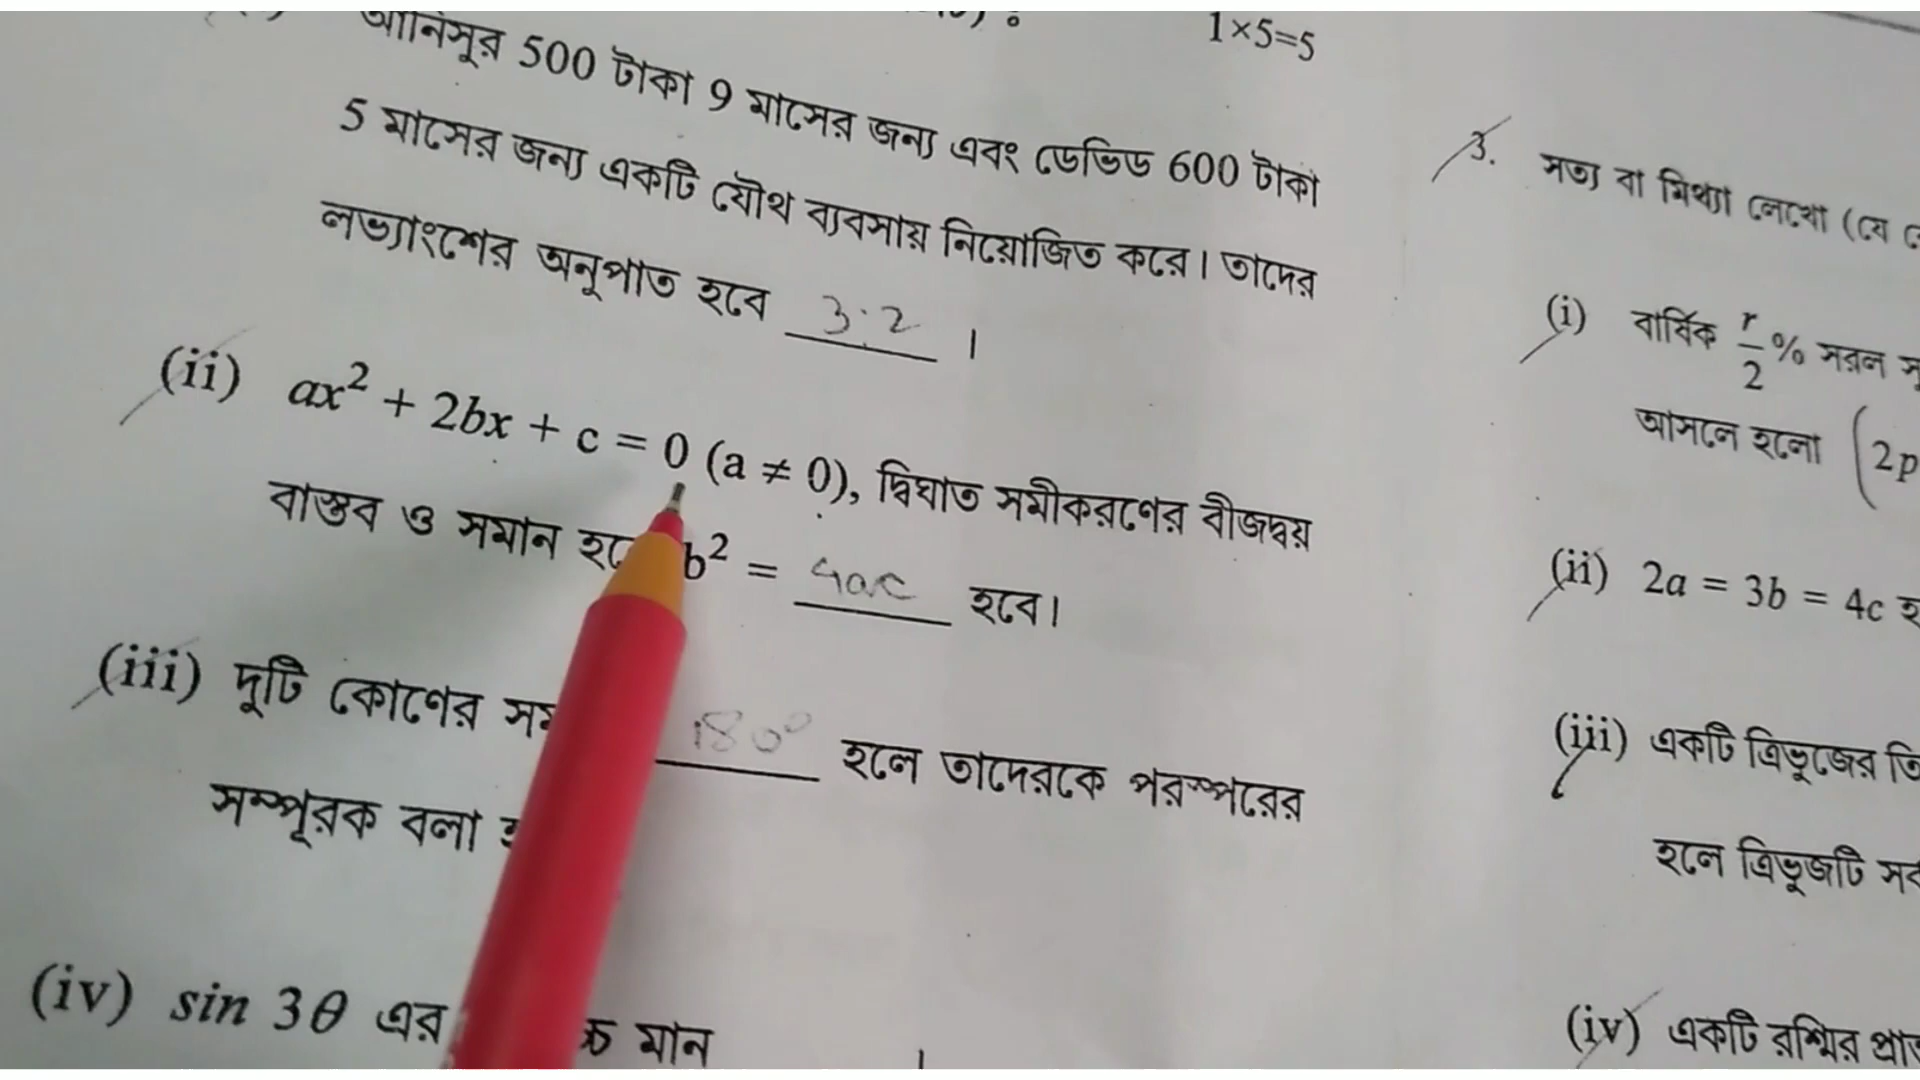 1×5=5
আনিসুর 500 টাকা 9 মাসের জন্য এবং ডেভিড 600 টাকা
5 মাসের জন্য একটি যৌথ ব্যবসায় নিয়োজিত করে। তাদের
লভ্যাংশের অনুপাত হবে 3:2 ।
(ii) ax² + 2bx + c = 0 (a ≠ 0), দ্বিঘাত সমীকরণের বীজদ্বয়
বাস্তব ও সমান b² = 4ac হবে।
(iii) দুটি কোণের 180° হলে তাদেরকে পরস্পরের
সম্পূরক বলা
(iv) sin 3θ এর মান
3. সত্য বা মিথ্যা লেখো (যে
(i) বার্ষিক r/2 % সরল
আসলে হলো (2p
(ii) 2a = 3b = 4c
(iii) একটি ত্রিভুজের
হলে ত্রিভুজটি
(iv) একটি রশ্মির